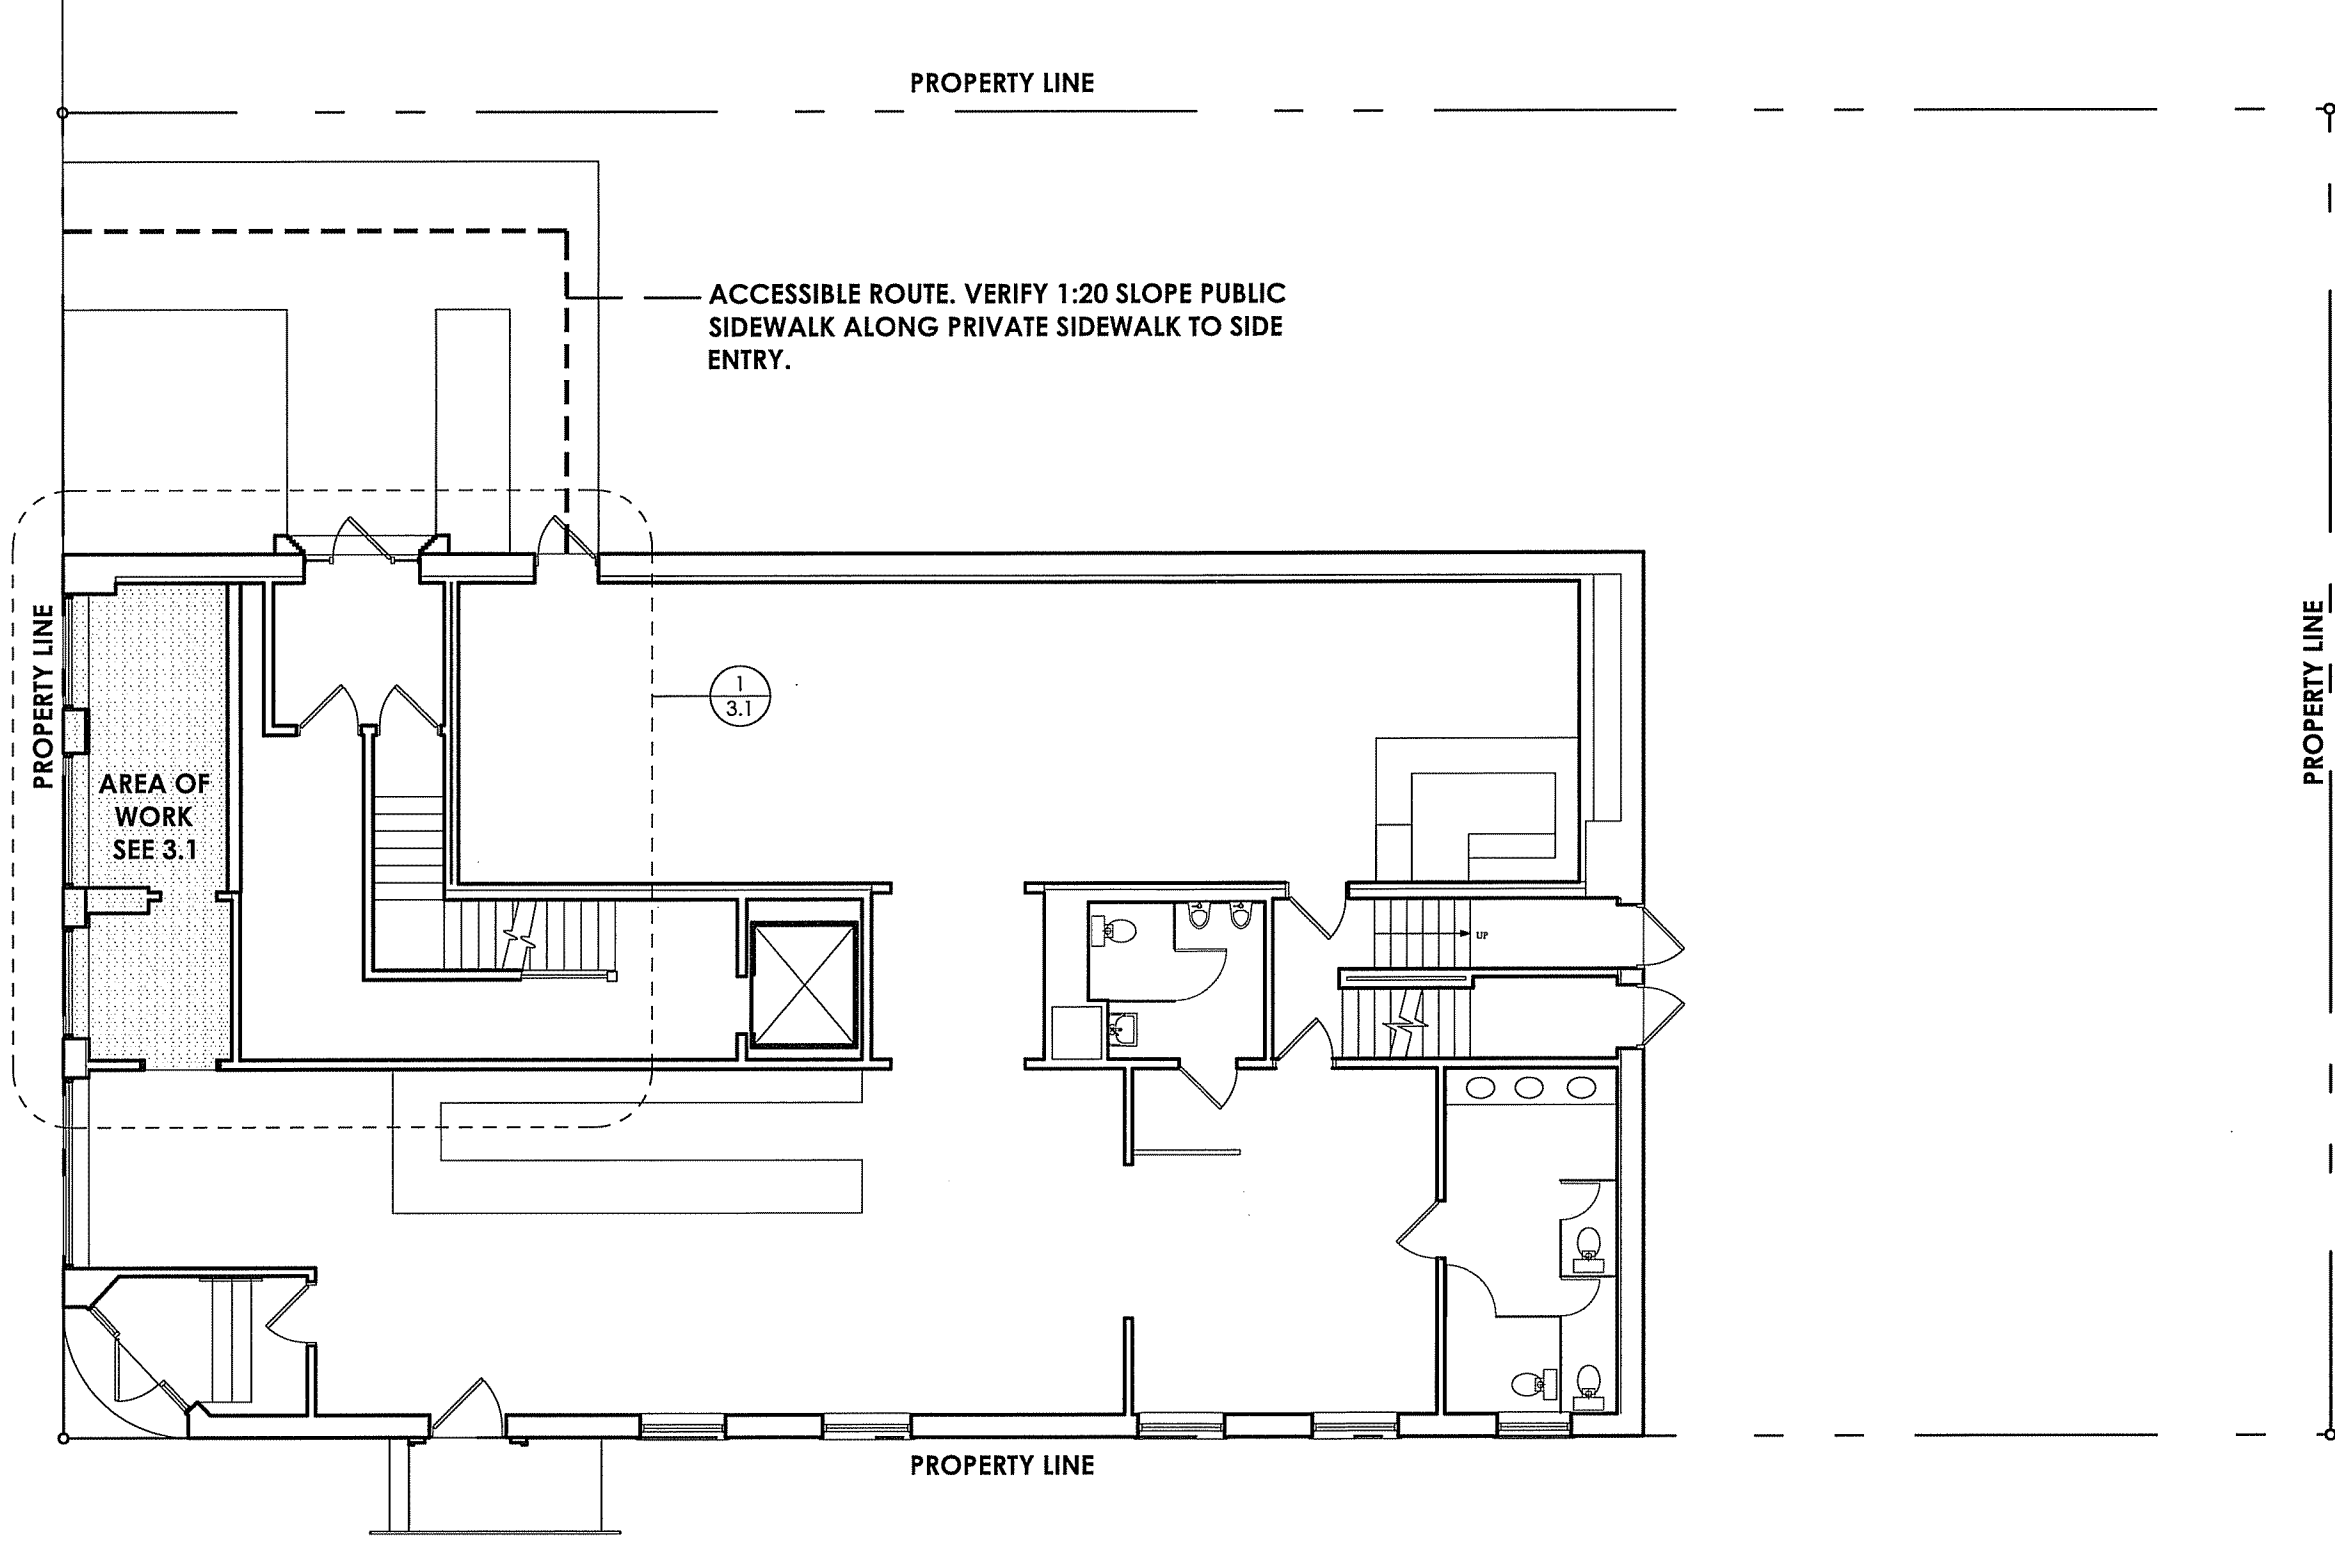 PROPERTY LINE
ACCESSIBLE ROUTE. VERIFY 1:20 SLOPE PUBLIC
SIDEWALK ALONG PRIVATE SIDEWALK TO SIDE
ENTRY.
PROPERTY LINE
PROPERTY LINE
1
3.1
AREA OF
WORK
SEE 3.1
UP
PROPERTY LINE